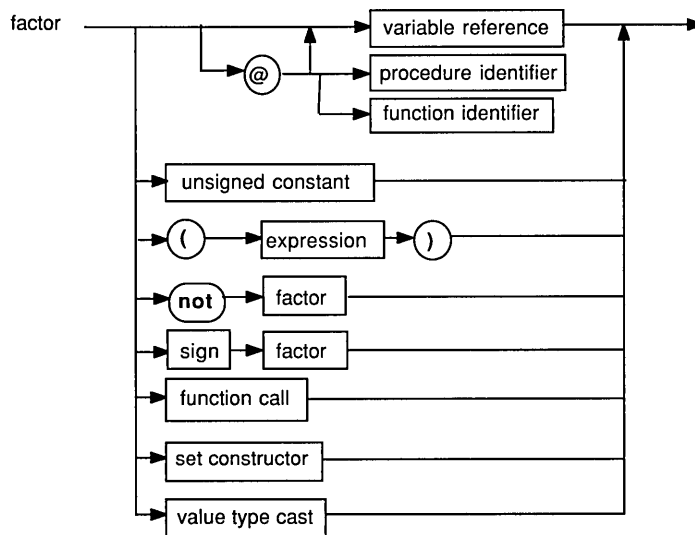 factor
variable reference
@
procedure identifier
function identifier
unsigned constant
( expression )
not factor
sign factor
function call
set constructor
value type cast